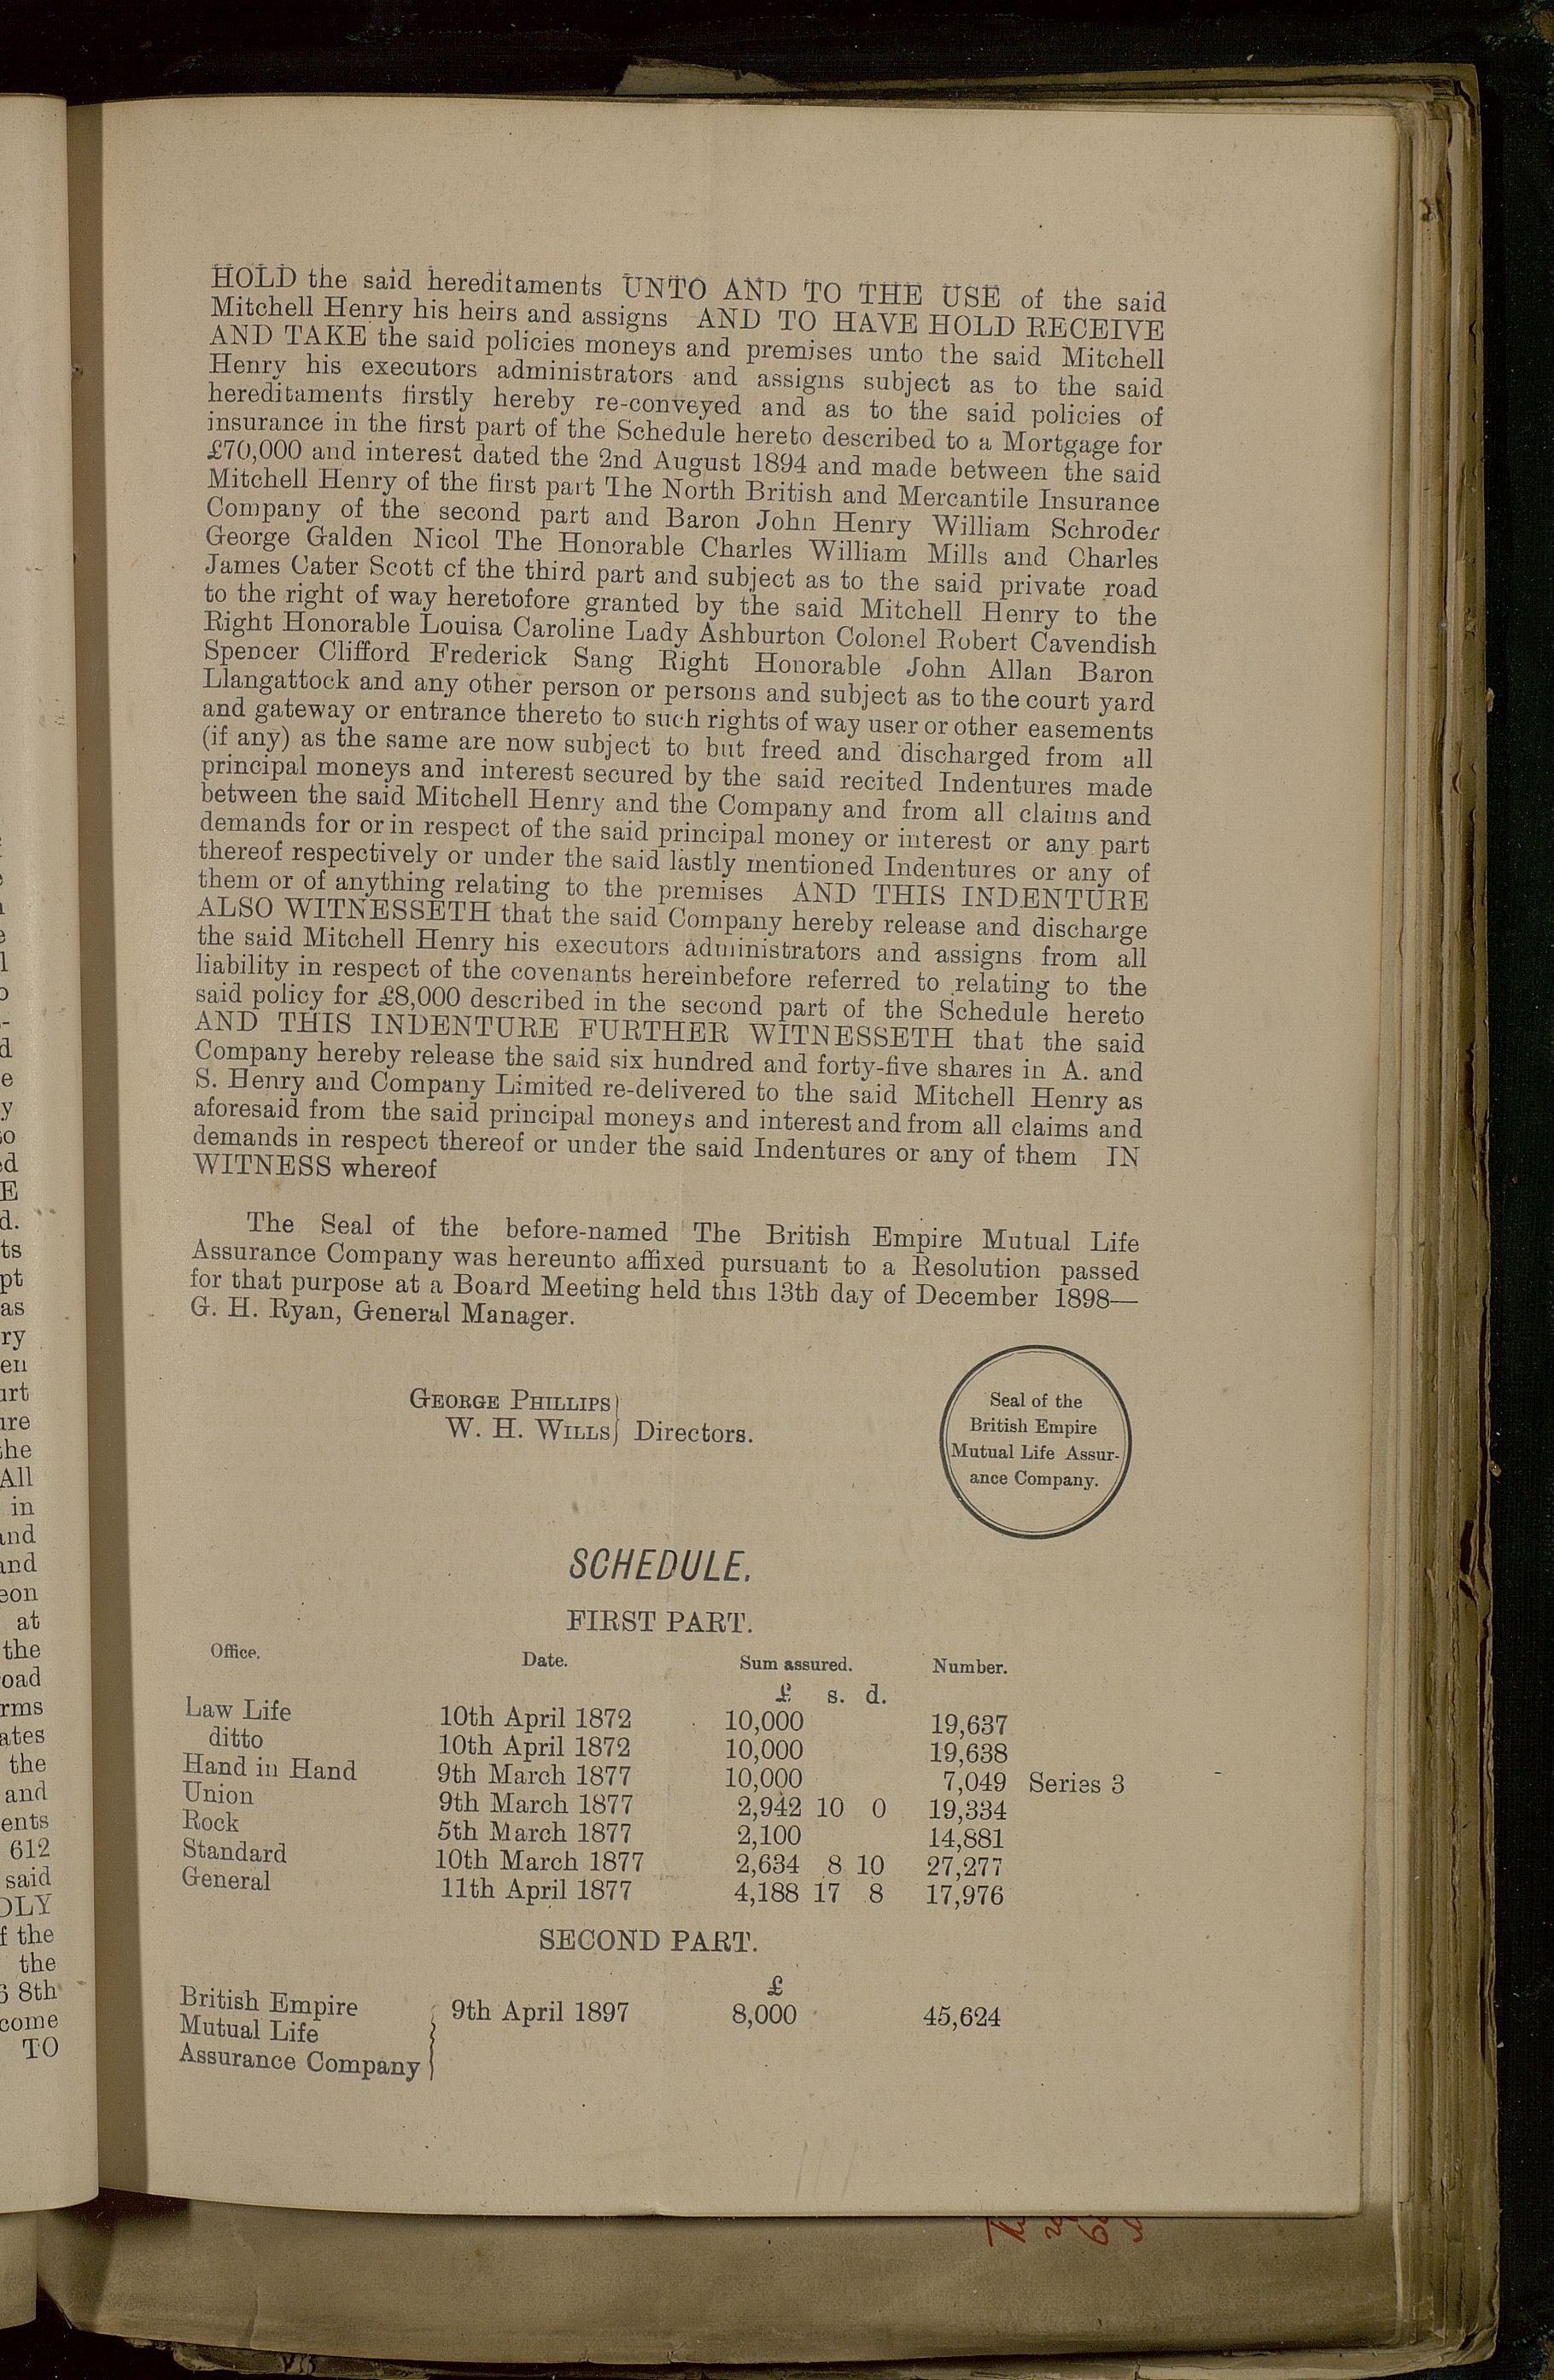 HOLD the said hereditaments UNTO AND TO THE USE of the said
Mitchell Henry his heirs and assigns AND TO HAVE HOLD RECEIVE
AND TAKE the said policies moneys and premises unto the said Mitchell
Henry his executors administrators and assigns subject as to the said
hereditaments firstly hereby re-conveyed and as to the said policies of
insurance in the first part of the Schedule hereto described to a Mortgage for
£70,000 and interest dated the 2nd August 1894 and made between the said
Mitchell Henry of the first part The North British and Mercantile Insurance
Company of the second part and Baron John Henry William Schroder
George Galden Nicol The Honorable Charles William Mills and Charles
James Cater Scott of the third part and subject as to the said private road
to the right of way heretofore granted by the said Mitchell Henry to the
Right Honorable Louisa Caroline Lady Ashburton Colonel Robert Cavendish
Spencer Clifford Frederick Sang Right Honorable John Allan Baron
Llangattock and any other person or persons and subject as to the court yard
and gateway or entrance thereto to such rights of way user or other easements
(if any) as the same are now subject to but freed and discharged from all
principal moneys and interest secured by the said recited Indentures made
between the said Mitchell Henry and the Company and from all claims and
demands for or in respect of the said principal money or interest or any part
thereof respectively or under the said lastly mentioned Indentures or any of
them or of anything relating to the premises AND THIS INDENTURE
ALSO WITNESSETH that the said Company hereby release and discharge
the said Mitchell Henry his executors administrators and assigns from all
liability in respect of the covenants hereinbefore referred to relating to the
said policy for £8,000 described in the second part of the Schedule hereto
AND THIS INDENTURE FURTHER WITNESSETH that the said
Company hereby release the said six hundred and forty-five shares in A. and
S. Henry and Company Limited re-delivered to the said Mitchell Henry as
aforesaid from the said principal moneys and interest and from all claims and
demands in respect thereof or under the said Indentures or any of them IN
WITNESS whereof
The Seal of the before-named The British Empire Mutual Life
Assurance Company was hereunto affixed pursuant to a Resolution passed
for that purpose at a Board Meeting held this 13th day of December 1898—
G. H. Ryan, General Manager.
GEORGE PHILLIPS
W. H. WILLS } Directors.
Seal of the
British Empire
Mutual Life Assur-
ance Company.
SCHEDULE.
FIRST PART.
Office. Date. Sum assured. Number.
£ s. d.
Law Life 10th April 1872 10,000 19,637
ditto 10th April 1872 10,000 19,638
Hand in Hand 9th March 1877 10,000 7,049 Series 3
Union 9th March 1877 2,942 10 0 19,334
Rock 5th March 1877 2,100 14,881
Standard 10th March 1877 2,634 8 10 27,277
General 11th April 1877 4,188 17 8 17,976
SECOND PART.
£
British Empire 9th April 1897 8,000 45,624
Mutual Life
Assurance Company